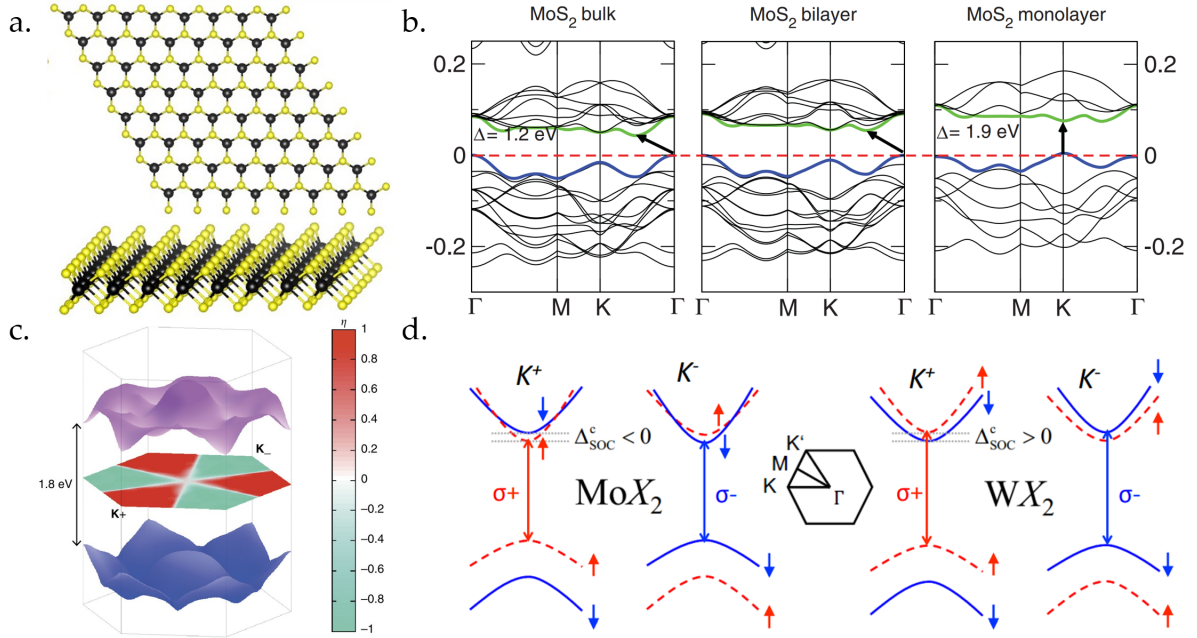 a.
b.
MoS2 bulk
MoS2 bilayer
MoS2 monolayer
0.2
0.2
Δ= 1.2 eV
Δ= 1.9 eV
0
0
-0.2
-0.2
Γ M K Γ
Γ M K Γ
Γ M K Γ
c.
η
1
0.8
0.6
0.4
0.2
0
−0.2
−0.4
−0.6
−0.8
−1
K−
1.8 eV
K+
d.
K+
K-
K+
K-
Δ^c_SOC < 0
Δ^c_SOC > 0
K‘
M
K
Γ
σ+
MoX2
σ-
σ+
WX2
σ-